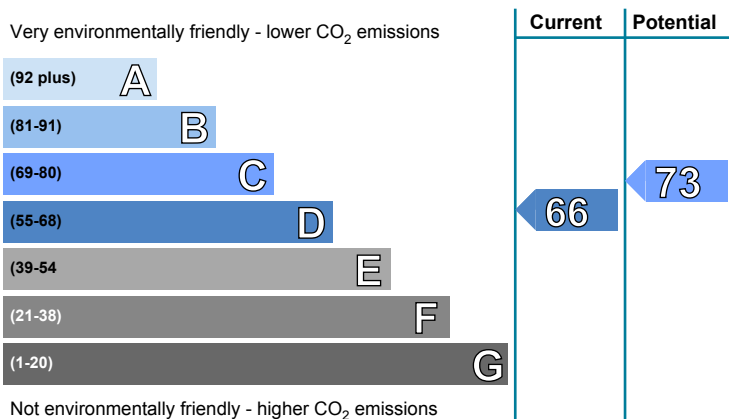 Very environmentally friendly - lower CO2 emissions
Current
Potential
(92 plus) A
(81-91) B
(69-80) C
73
(55-68) D
66
(39-54 E
(21-38) F
(1-20) G
Not environmentally friendly - higher CO2 emissions